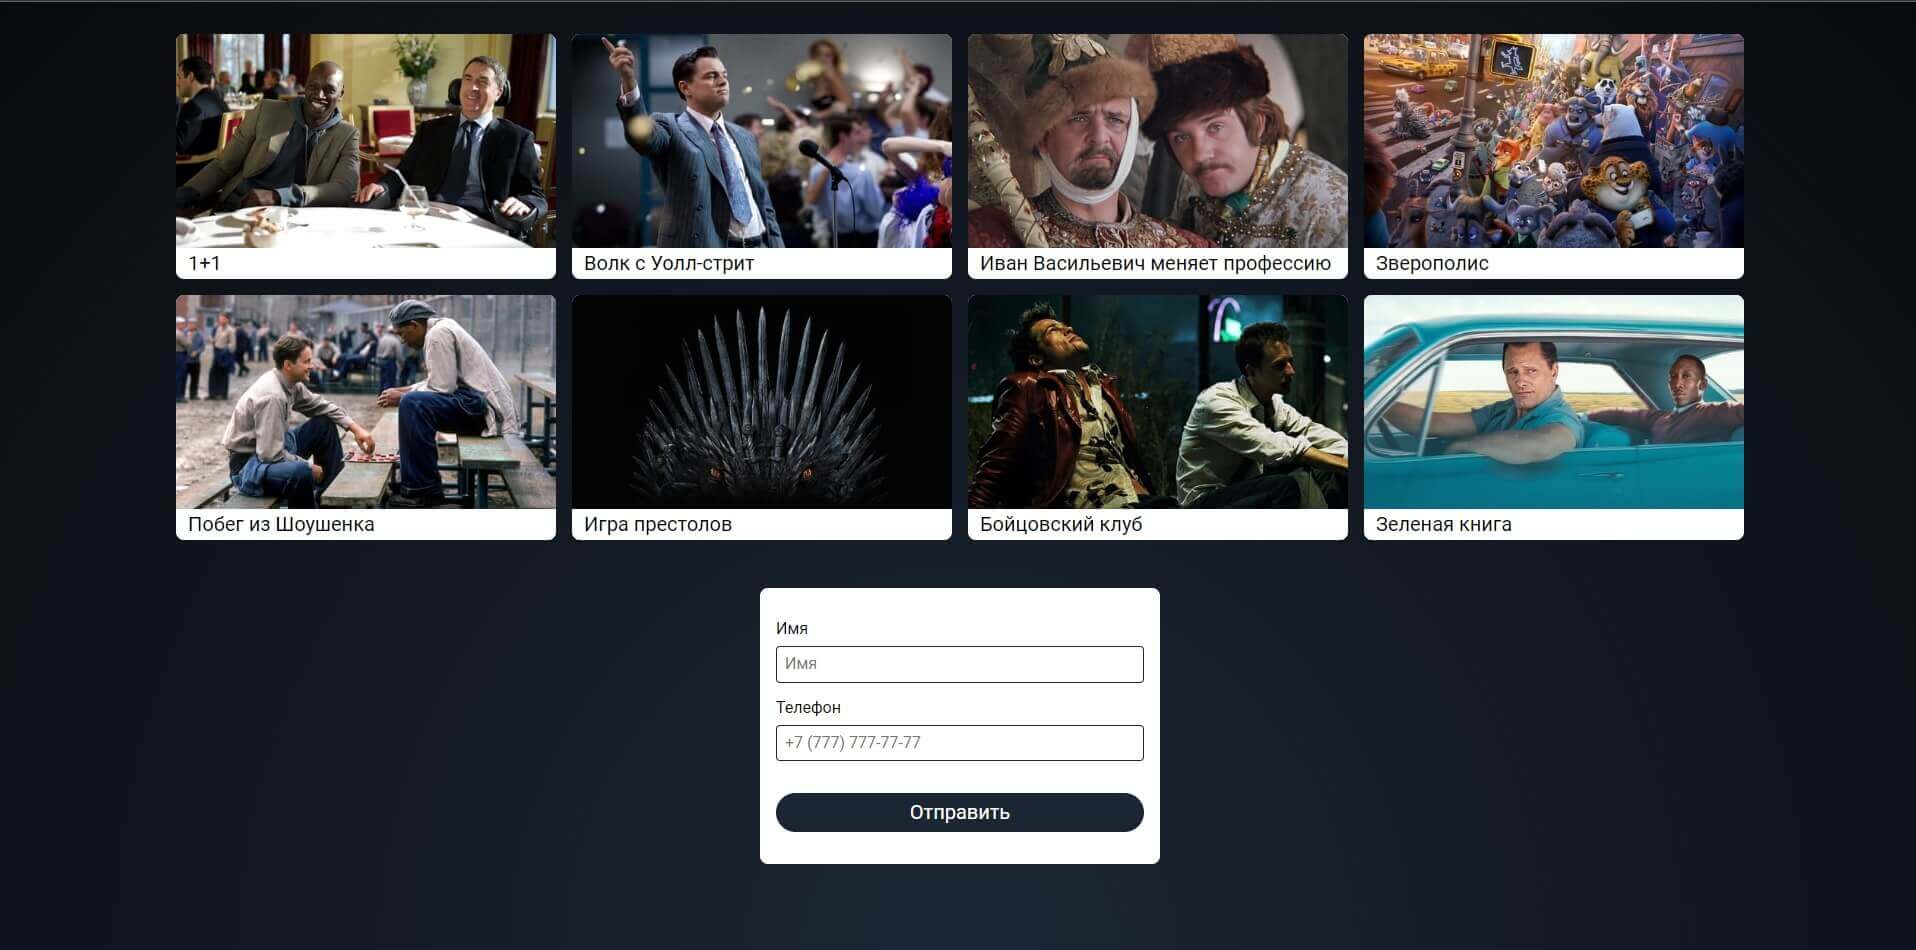 1+1
Волк с Уолл-стрит
Иван Васильевич меняет профессию
Зверополис
Побег из Шоушенка
Игра престолов
Бойцовский клуб
Зеленая книга
Имя
Имя
Телефон
+7 (777) 777-77-77
Отправить